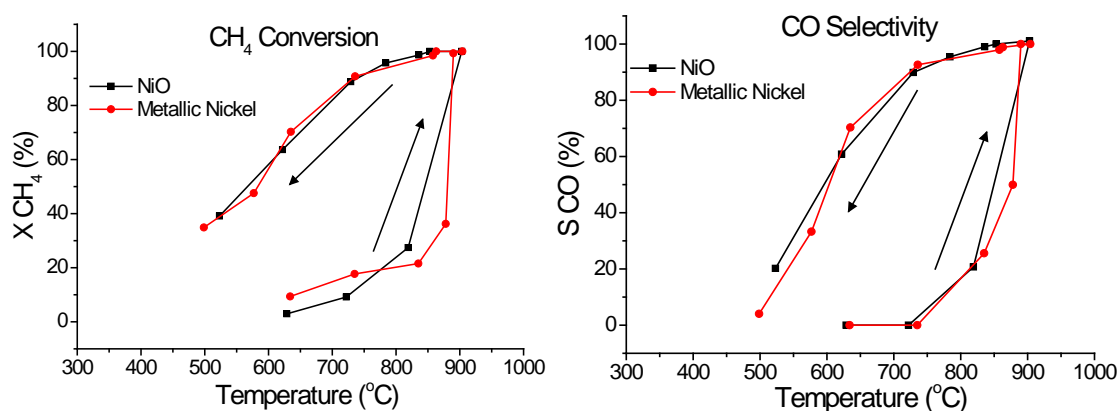 CH₄ Conversion
NiO
Metallic Nickel
X CH₄ (%)
100
80
60
40
20
0
300 400 500 600 700 800 900 1000
Temperature (°C)
CO Selectivity
NiO
Metallic Nickel
S CO (%)
100
80
60
40
20
0
300 400 500 600 700 800 900 1000
Temperature (°C)